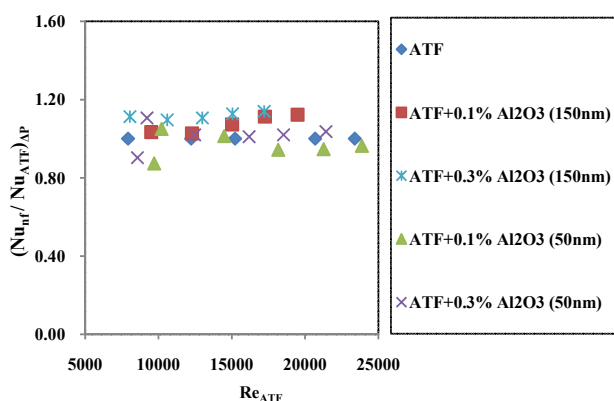 1.60
1.20
0.80
0.40
0.00
(Nu_nf/ Nu_ATF)_ΔP
5000 10000 15000 20000 25000
Re_ATF
ATF
ATF+0.1% Al2O3 (150nm)
ATF+0.3% Al2O3 (150nm)
ATF+0.1% Al2O3 (50nm)
ATF+0.3% Al2O3 (50nm)